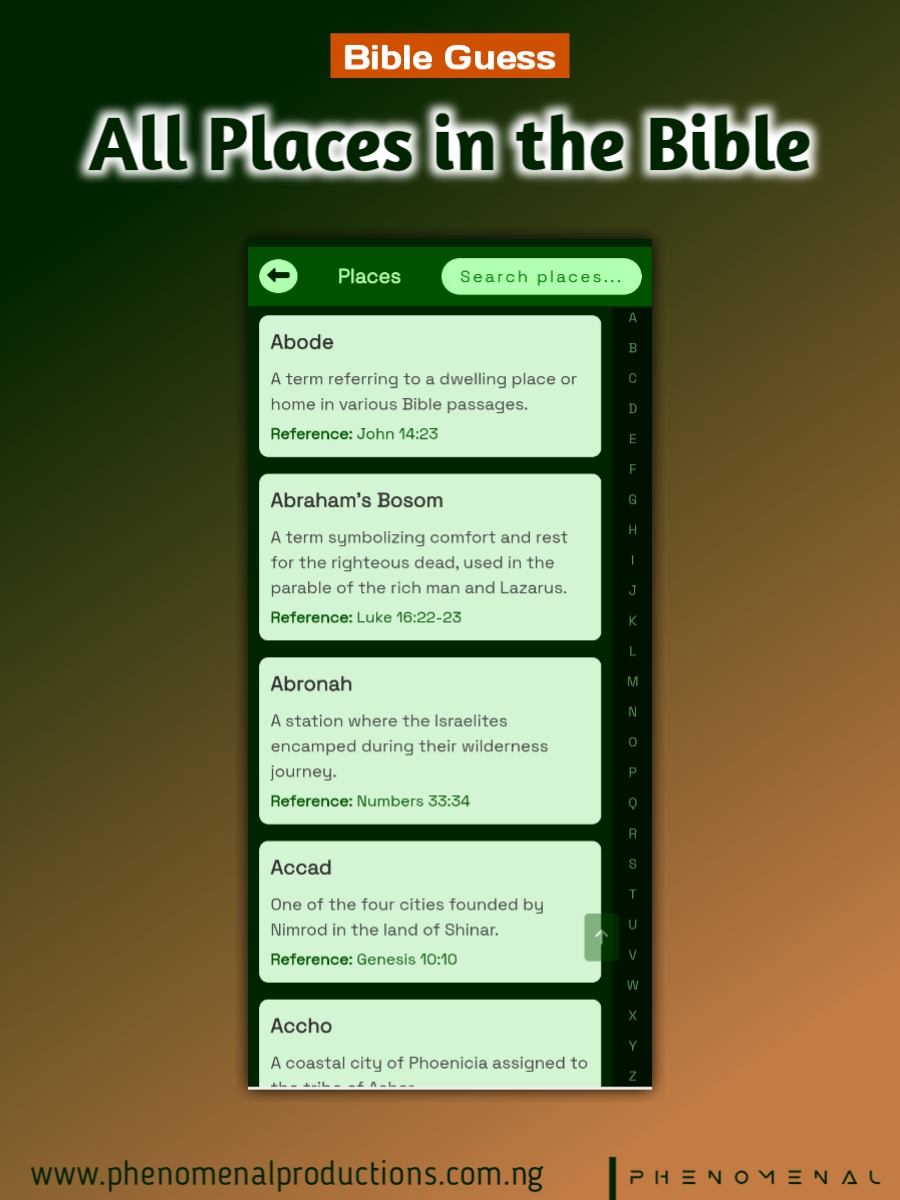 Bible Guess
All Places in the Bible
Places
Search places...
Abode
A term referring to a dwelling place or
home in various Bible passages.
Reference: John 14:23
Abraham's Bosom
A term symbolizing comfort and rest
for the righteous dead, used in the
parable of the rich man and Lazarus.
Reference: Luke 16:22-23
Abronah
A station where the Israelites
encamped during their wilderness
journey.
Reference: Numbers 33:34
Accad
One of the four cities founded by
Nimrod in the land of Shinar.
Reference: Genesis 10:10
Accho
A coastal city of Phoenicia assigned to
the tribe of Asher.
A
B
C
D
E
F
G
H
I
J
K
L
M
N
O
P
Q
R
S
T
U
V
W
X
Y
Z
www.phenomenalproductions.com.ng
PHENOMENAL